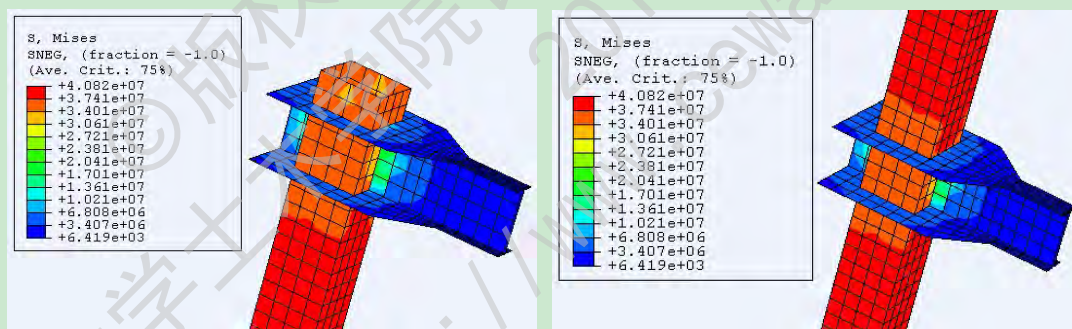 S, Mises
SNEG, (fraction = -1.0)
(Ave. Crit.: 75%)
+4.082e+07
+3.741e+07
+3.401e+07
+3.061e+07
+2.721e+07
+2.381e+07
+2.041e+07
+1.701e+07
+1.361e+07
+1.021e+07
+6.808e+06
+3.407e+06
+6.419e+03
S, Mises
SNEG, (fraction = -1.0)
(Ave. Crit.: 75%)
+4.082e+07
+3.741e+07
+3.401e+07
+3.061e+07
+2.721e+07
+2.381e+07
+2.041e+07
+1.701e+07
+1.361e+07
+1.021e+07
+6.808e+06
+3.407e+06
+6.419e+03